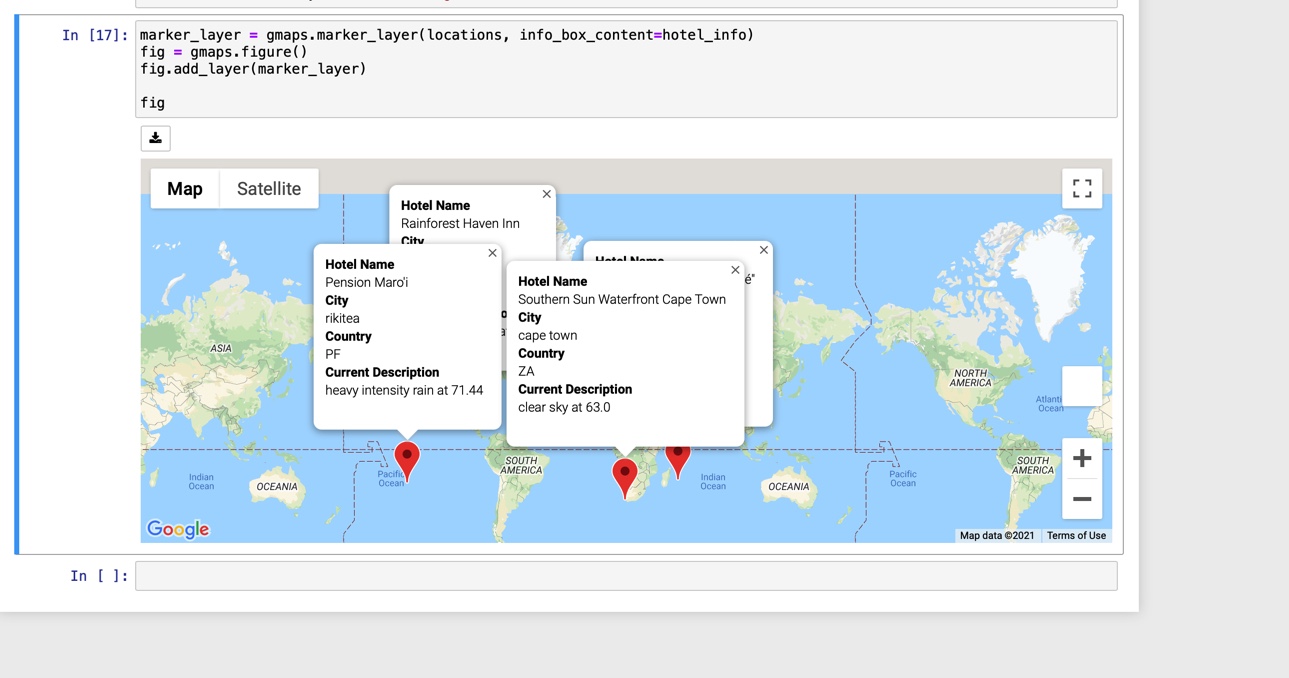 In [17]:
marker_layer = gmaps.marker_layer(locations, info_box_content=hotel_info)
fig = gmaps.figure()
fig.add_layer(marker_layer)
fig
Map
Satellite
Hotel Name
Rainforest Haven Inn
City
Hotel Name
Pension Maro'i
City
rikitea
Country
PF
Current Description
heavy intensity rain at 71.44
Hotel Name
é"
Hotel Name
Southern Sun Waterfront Cape Town
City
cape town
Country
ZA
Current Description
clear sky at 63.0
ASIA
NORTH
AMERICA
Atlantic
Ocean
Indian
Ocean
OCEANIA
Pacific
Ocean
SOUTH
AMERICA
Indian
Ocean
OCEANIA
Pacific
Ocean
SOUTH
AMERICA
Google
Map data ©2021
Terms of Use
In [ ]: